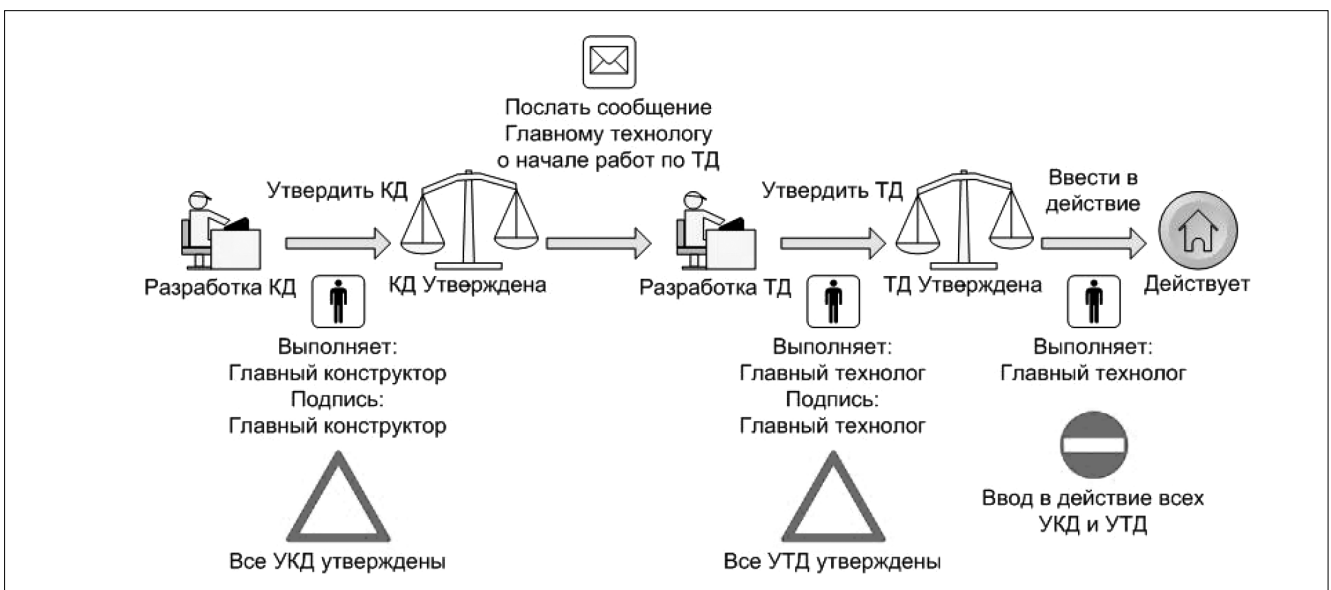 Послать сообщение
Главному технологу
о начале работ по ТД
Утвердить КД
Утвердить ТД
Ввести в
действие
Разработка КД
КД Утверждена
Разработка ТД
ТД Утверждена
Действует
Выполняет:
Главный конструктор
Подпись:
Главный конструктор
Выполняет:
Главный технолог
Подпись:
Главный технолог
Выполняет:
Главный технолог
Все УКД утверждены
Все УТД утверждены
Ввод в действие всех
УКД и УТД